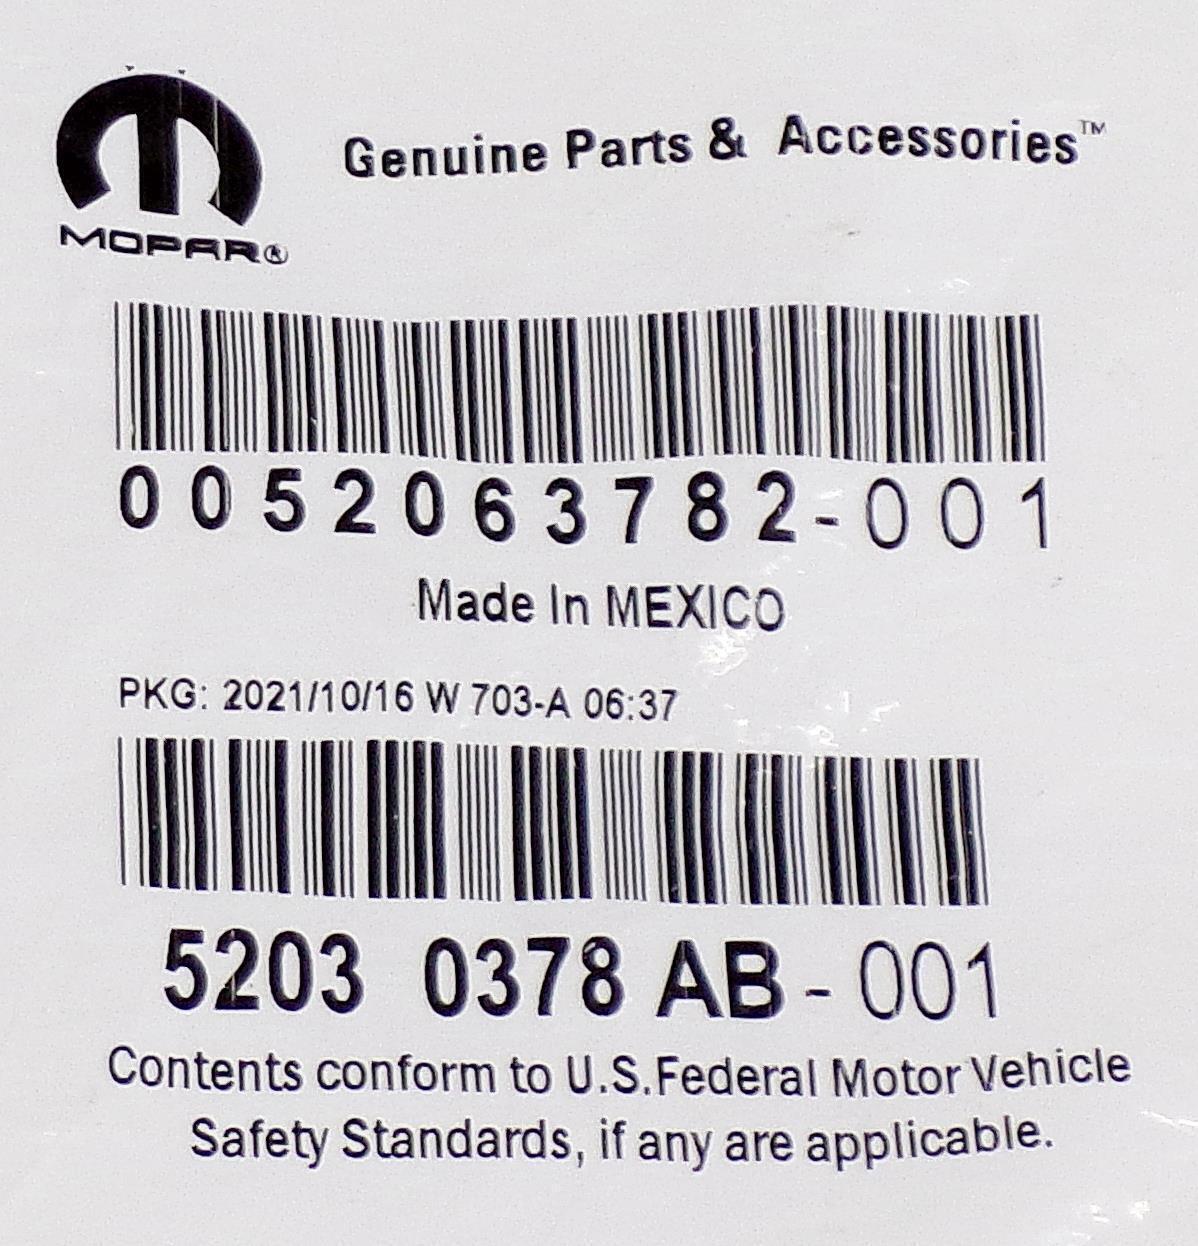 Genuine Parts & Accessories™
MOPAR®
0052063782-001
Made In MEXICO
PKG: 2021/10/16 W 703-A 06:37
5203 0378 AB-001
Contents conform to U.S.Federal Motor Vehicle
Safety Standards, if any are applicable.